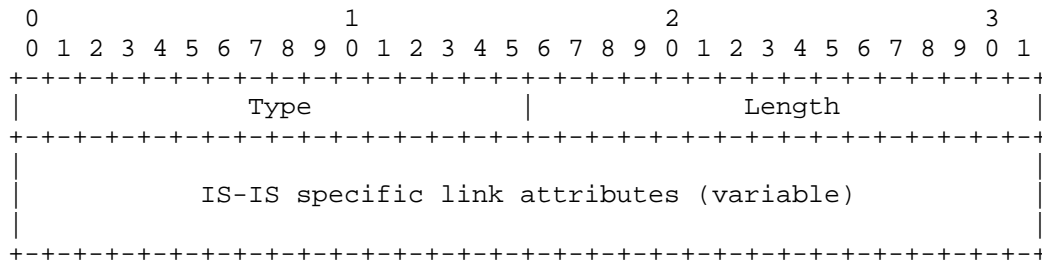 0                   1                   2                   3
0 1 2 3 4 5 6 7 8 9 0 1 2 3 4 5 6 7 8 9 0 1 2 3 4 5 6 7 8 9 0 1
+-+-+-+-+-+-+-+-+-+-+-+-+-+-+-+-+-+-+-+-+-+-+-+-+-+-+-+-+-+-+-+-+
|              Type             |             Length            |
+-+-+-+-+-+-+-+-+-+-+-+-+-+-+-+-+-+-+-+-+-+-+-+-+-+-+-+-+-+-+-+-+
|                                                               |
|           IS-IS specific link attributes (variable)           |
|                                                               |
+-+-+-+-+-+-+-+-+-+-+-+-+-+-+-+-+-+-+-+-+-+-+-+-+-+-+-+-+-+-+-+-+